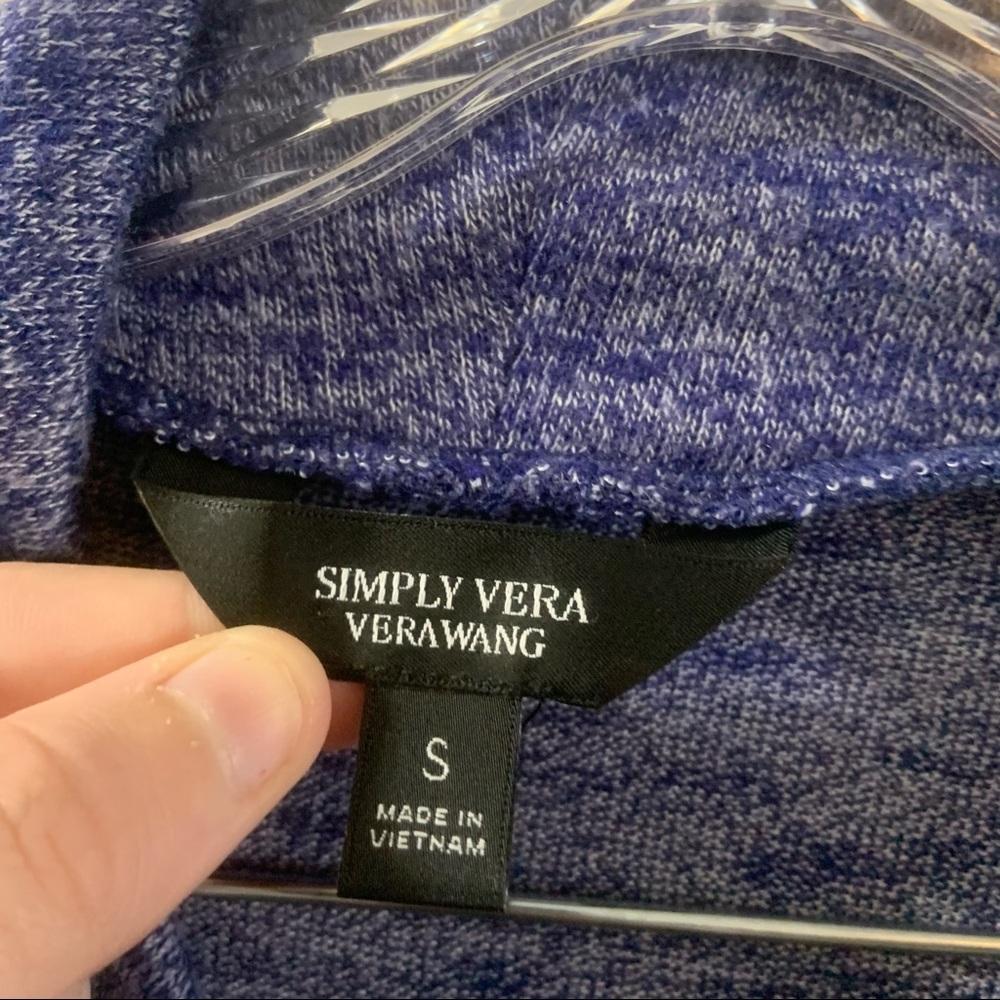 SIMPLY VERA
VERAWANG
S
MADE IN
VIETNAM